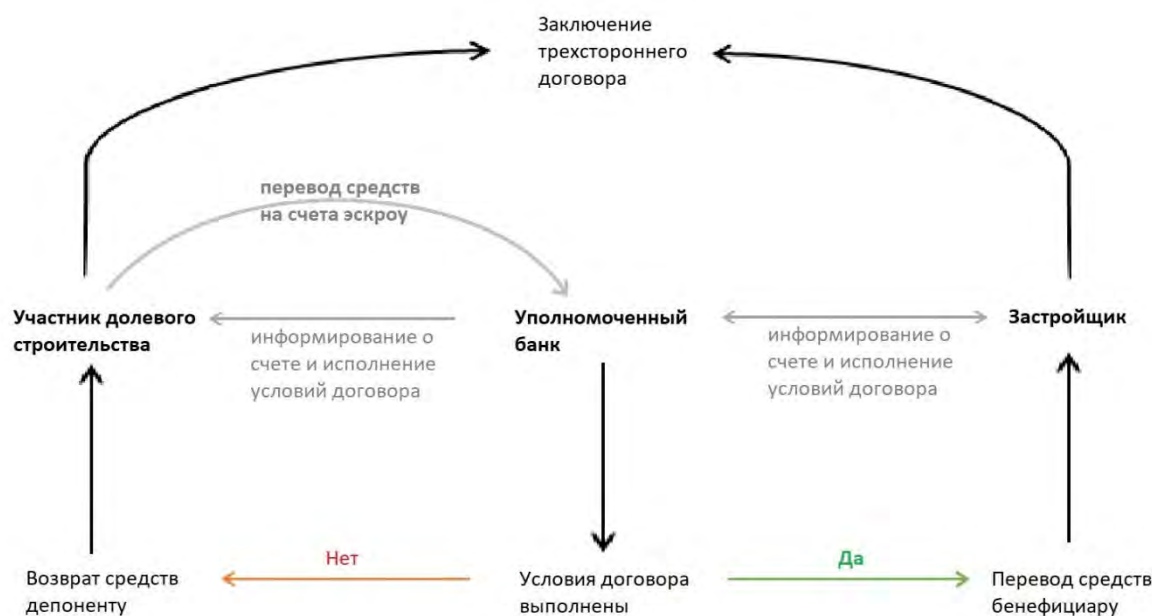 Заключение
трехстороннего
договора
перевод средств
на счета эскроу
Участник долевого
строительства
информирование о
счете и исполнение
условий договора
Уполномоченный
банк
информирование о
счете и исполнение
условий договора
Застройщик
Нет
Да
Возврат средств
депоненту
Условия договора
выполнены
Перевод средств
бенефициару